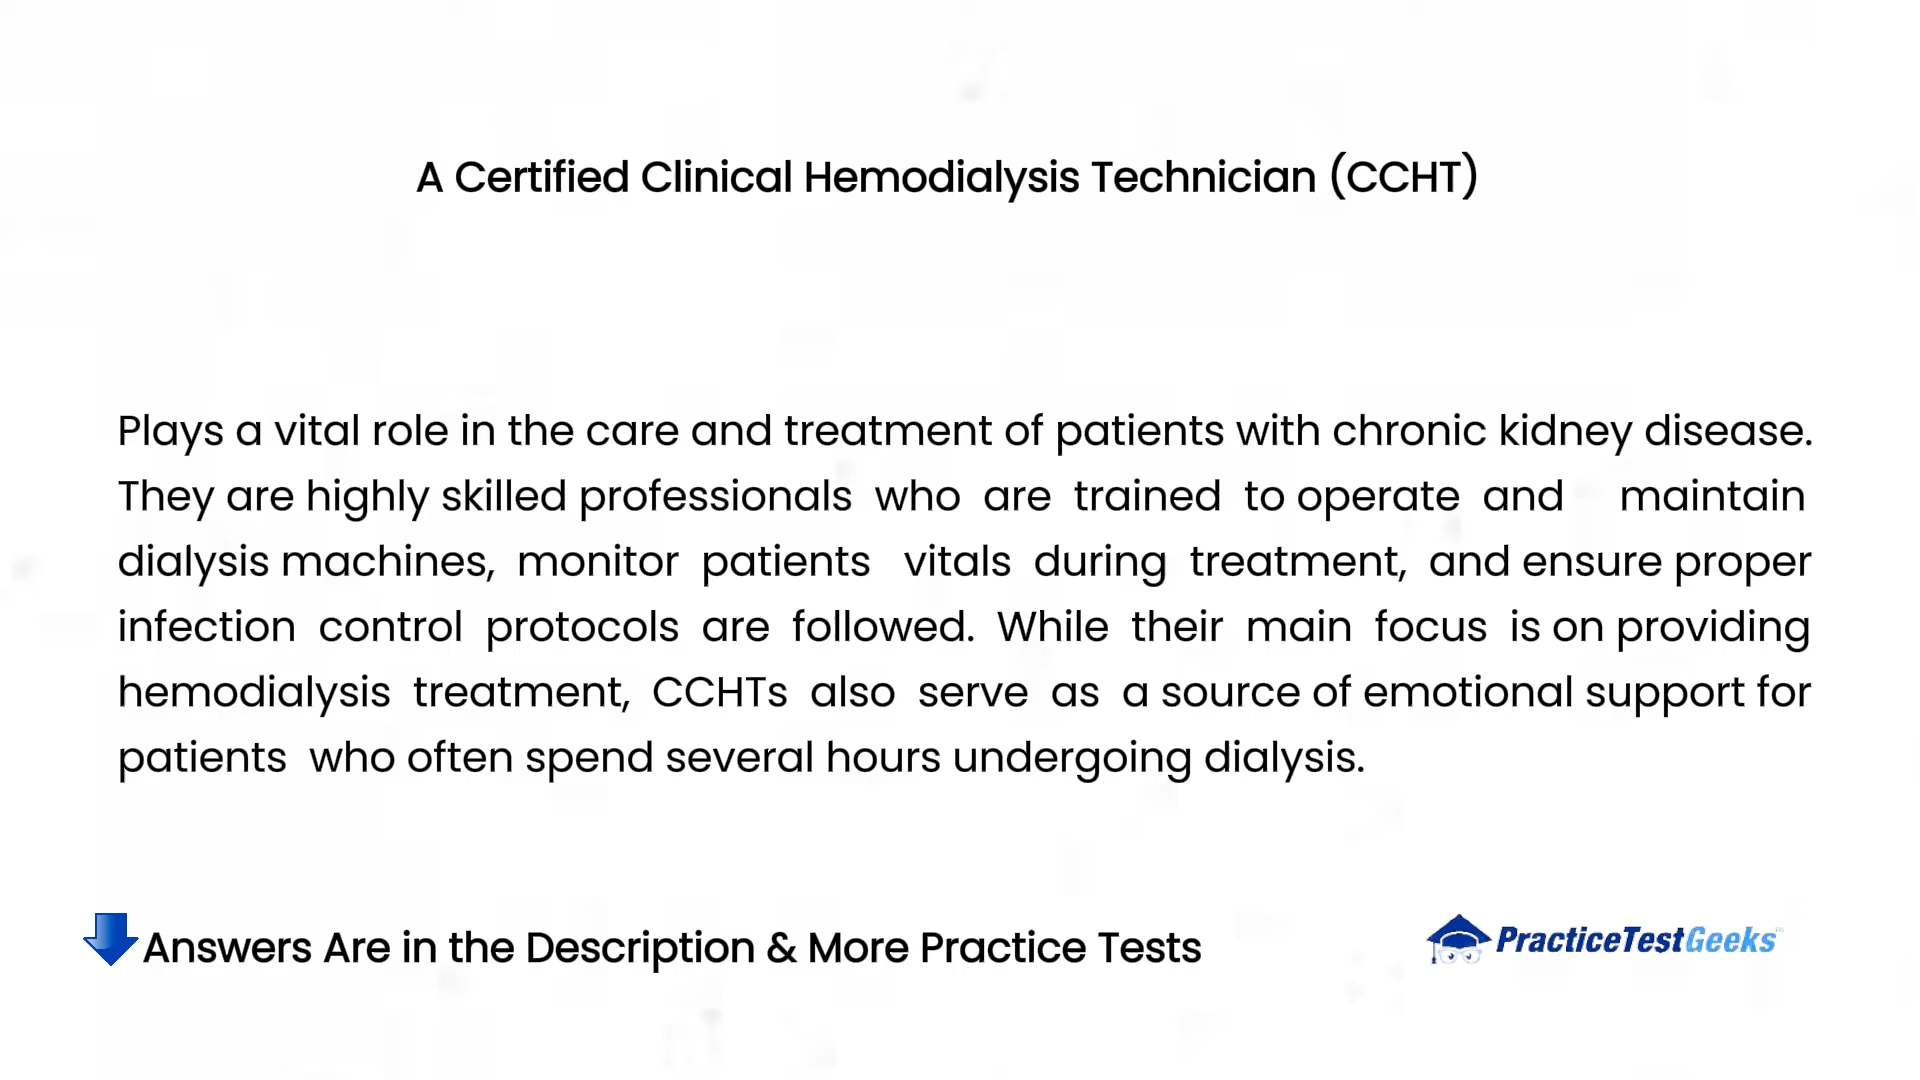 A Certified Clinical Hemodialysis Technician (CCHT)
Plays a vital role in the care and treatment of patients with chronic kidney disease.
They are highly skilled professionals who are trained to operate and maintain
dialysis machines, monitor patients vitals during treatment, and ensure proper
infection control protocols are followed. While their main focus is on providing
hemodialysis treatment, CCHTs also serve as a source of emotional support for
patients who often spend several hours undergoing dialysis.
Answers Are in the Description & More Practice Tests
PracticeTestGeeks